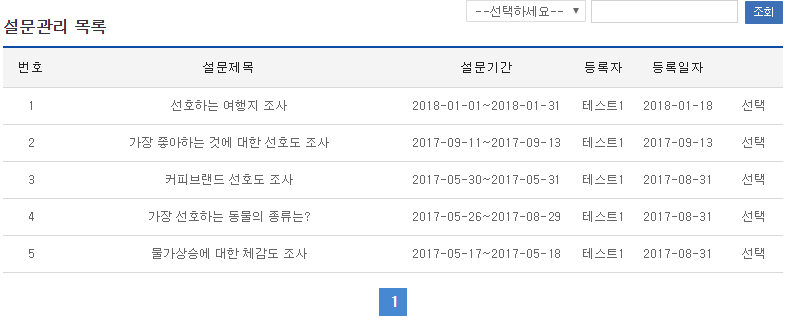 --선택하세요-- ▼ 조회
설문관리 목록
번호 설문제목 설문기간 등록자 등록일자
1 선호하는 여행지 조사 2018-01-01~2018-01-31 테스트1 2018-01-18 선택
2 가장 좋아하는 것에 대한 선호도 조사 2017-09-11~2017-09-13 테스트1 2017-09-13 선택
3 커피브랜드 선호도 조사 2017-05-30~2017-05-31 테스트1 2017-08-31 선택
4 가장 선호하는 동물의 종류는? 2017-05-26~2017-08-29 테스트1 2017-08-31 선택
5 물가상승에 대한 체감도 조사 2017-05-17~2017-05-18 테스트1 2017-08-31 선택
1